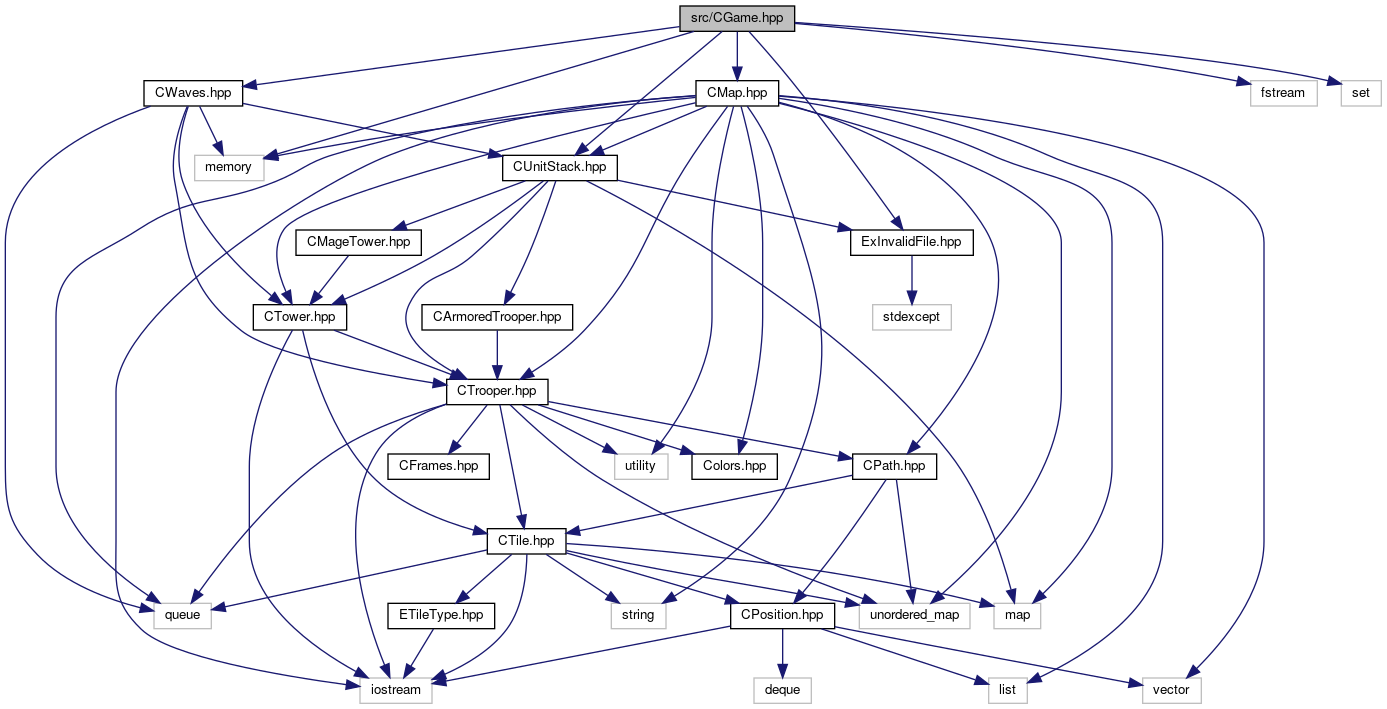 src/CGame.hpp
CWaves.hpp
CMap.hpp
fstream
set
memory
CUnitStack.hpp
CMageTower.hpp
ExInvalidFile.hpp
CTower.hpp
CArmoredTrooper.hpp
stdexcept
CTrooper.hpp
CFrames.hpp
utility
Colors.hpp
CPath.hpp
CTile.hpp
queue
ETileType.hpp
string
CPosition.hpp
unordered_map
map
iostream
deque
list
vector